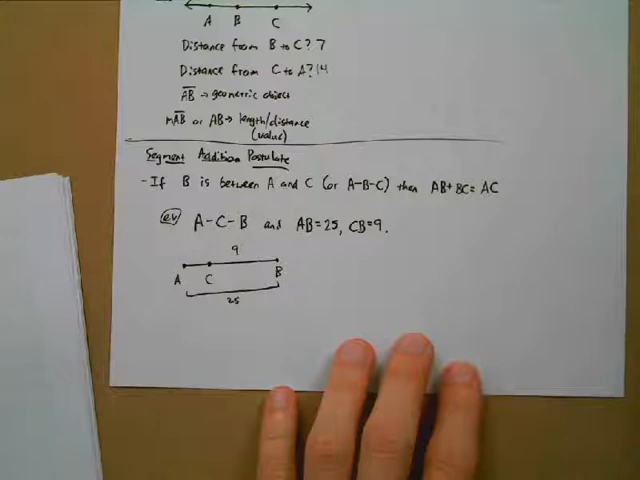 A B C
Distance from B to C? 7
Distance from C to A? 14
AB → geometric object
mAB or AB → length/distance
(value)
Segment Addition Postulate
- If B is between A and C (or A-B-C) then AB+BC=AC
ex A-C-B and AB=25, CB=9.
9
A C B
25